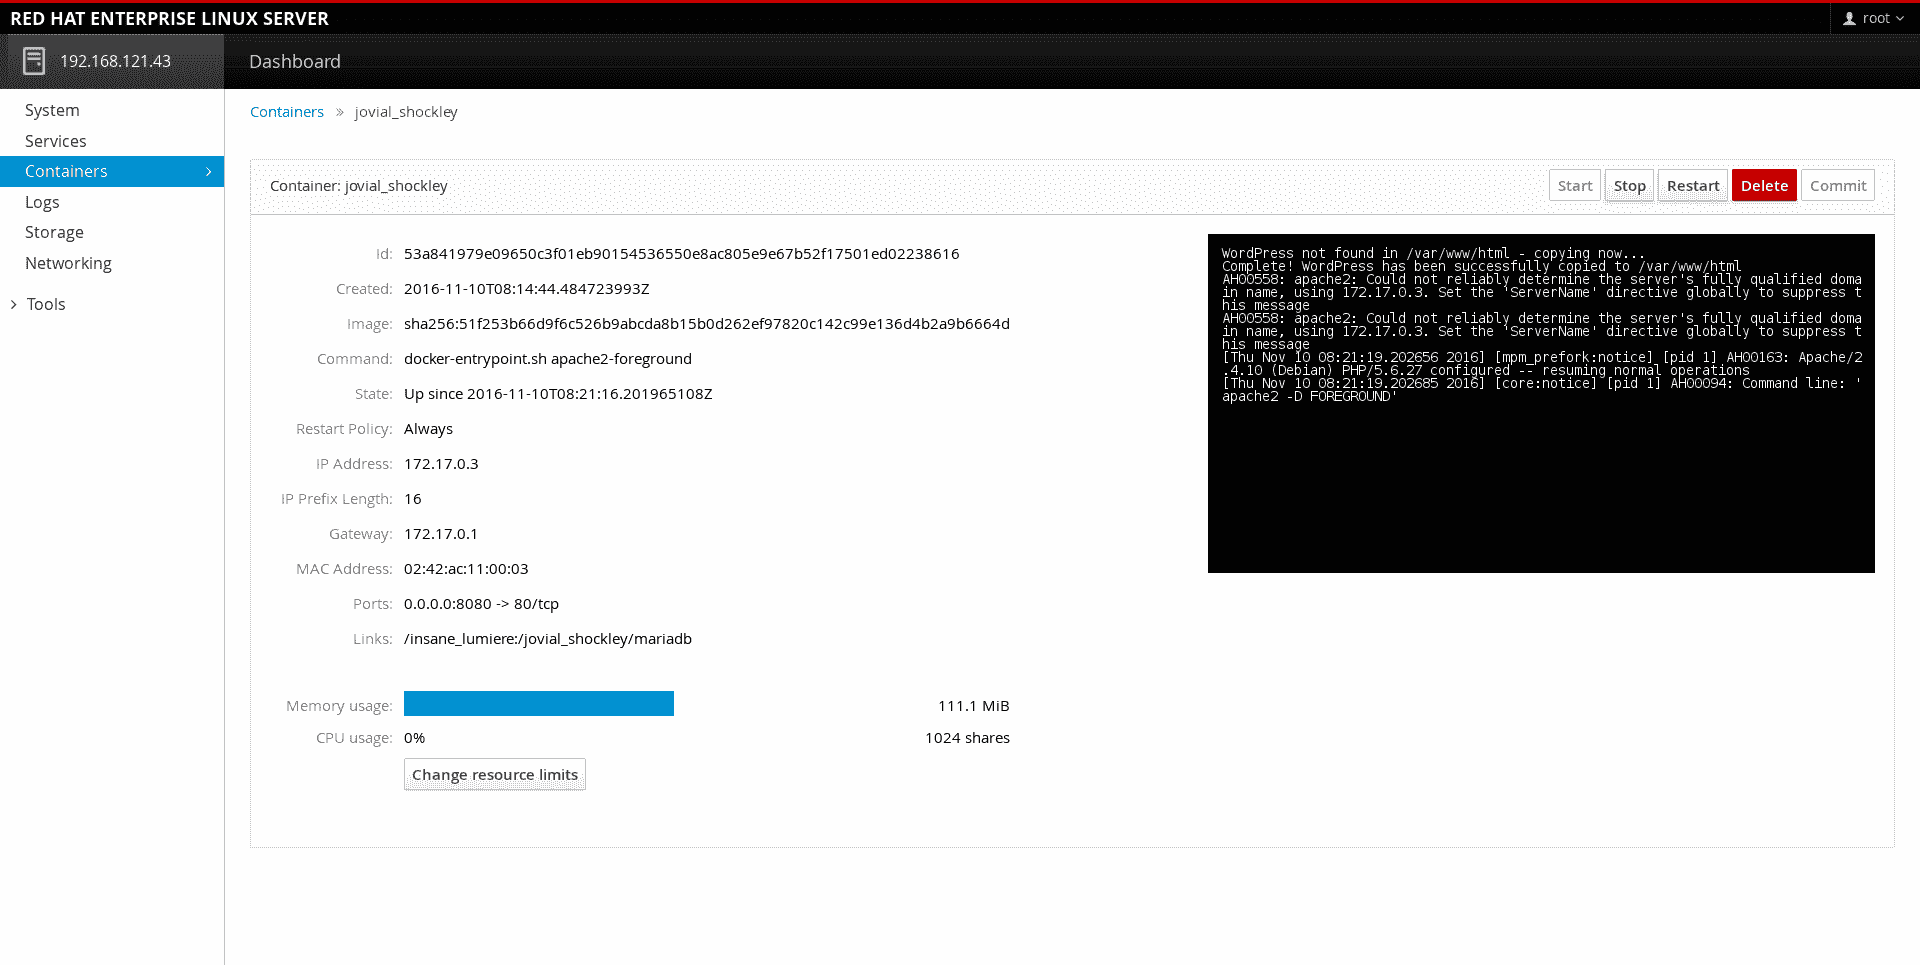 RED HAT ENTERPRISE LINUX SERVER
root
192.168.121.43
Dashboard
System
Services
Containers
Logs
Storage
Networking
Tools
Containers » jovial_shockley
Container: jovial_shockley
Start
Stop
Restart
Delete
Commit
Id: 53a841979e09650c3f01eb90154536550e8ac805e9e67b52f17501ed02238616
Created: 2016-11-10T08:14:44.484723993Z
Image: sha256:51f253b66d9f6c526b9abcda8b15b0d262ef97820c142c99e136d4b2a9b6664d
Command: docker-entrypoint.sh apache2-foreground
State: Up since 2016-11-10T08:21:16.201965108Z
Restart Policy: Always
IP Address: 172.17.0.3
IP Prefix Length: 16
Gateway: 172.17.0.1
MAC Address: 02:42:ac:11:00:03
Ports: 0.0.0.0:8080 -> 80/tcp
Links: /insane_lumiere:/jovial_shockley/mariadb
Memory usage: 111.1 MiB
CPU usage: 0% 1024 shares
Change resource limits
WordPress not found in /var/www/html - copying now...
Complete! WordPress has been successfully copied to /var/www/html
AH00558: apache2: Could not reliably determine the server's fully qualified doma
in name, using 172.17.0.3. Set the 'ServerName' directive globally to suppress t
his message
AH00558: apache2: Could not reliably determine the server's fully qualified doma
in name, using 172.17.0.3. Set the 'ServerName' directive globally to suppress t
his message
[Thu Nov 10 08:21:19.202656 2016] [mpm_prefork:notice] [pid 1] AH00163: Apache/2
.4.10 (Debian) PHP/5.6.27 configured -- resuming normal operations
[Thu Nov 10 08:21:19.202685 2016] [core:notice] [pid 1] AH00094: Command line: '
apache2 -D FOREGROUND'